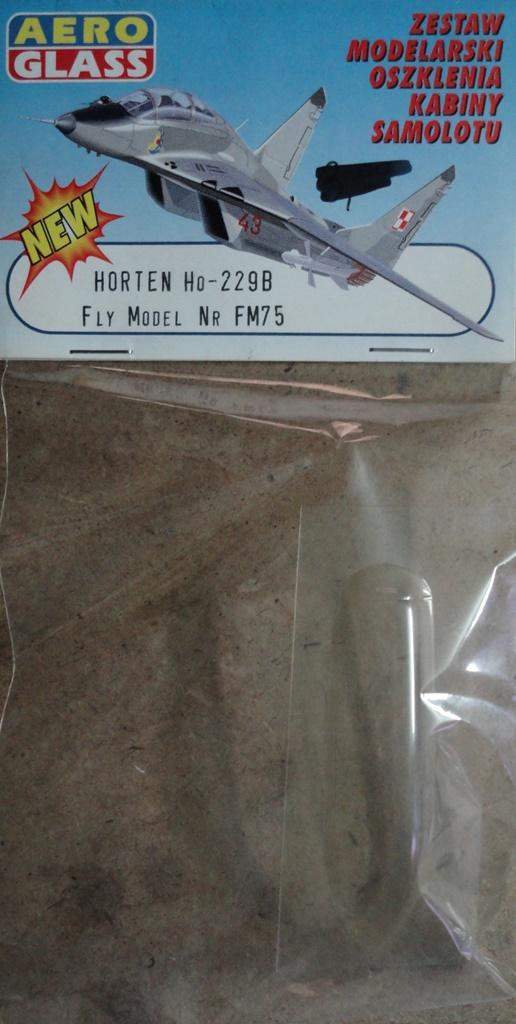 AERO
GLASS
ZESTAW
MODELARSKI
OSZKLENIA
KABINY
SAMOLOTU
43
NEW
HORTEN Ho-229B
FLY MODEL NR FM75